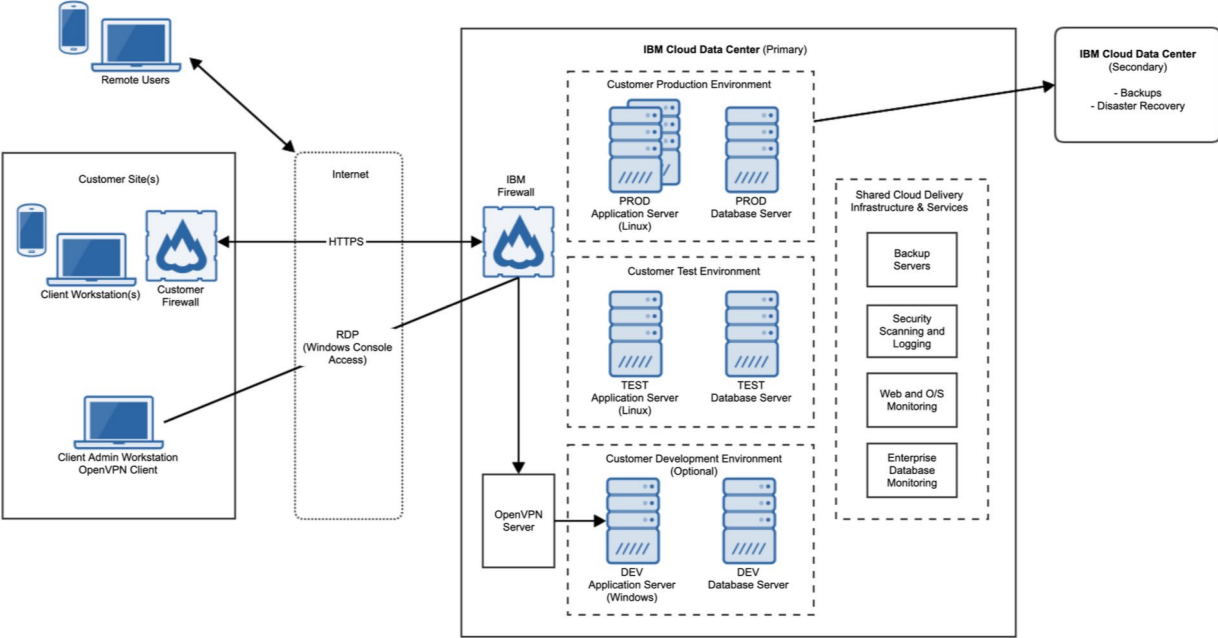 Remote Users
Customer Site(s)
Client Workstation(s)
Customer
Firewall
Client Admin Workstation
OpenVPN Client
Internet
HTTPS
RDP
(Windows Console
Access)
IBM Cloud Data Center (Primary)
IBM
Firewall
OpenVPN
Server
Customer Production Environment
PROD
Application Server
(Linux)
PROD
Database Server
Customer Test Environment
TEST
Application Server
(Linux)
TEST
Database Server
Customer Development Environment
(Optional)
DEV
Application Server
(Windows)
DEV
Database Server
Shared Cloud Delivery
Infrastructure & Services
Backup
Servers
Security
Scanning and
Logging
Web and O/S
Monitoring
Enterprise
Database
Monitoring
IBM Cloud Data Center
(Secondary)
- Backups
- Disaster Recovery